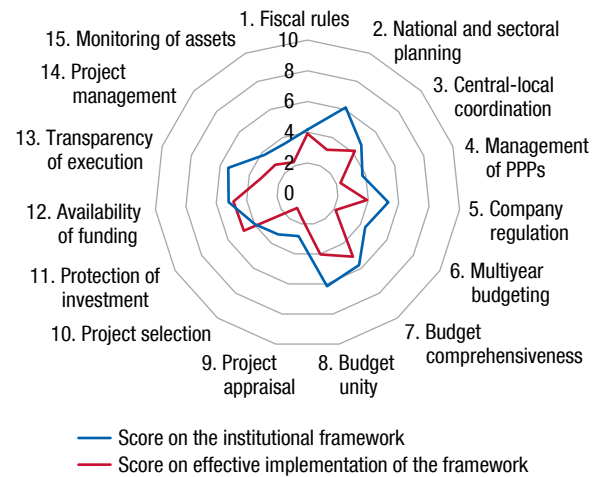 1. Fiscal rules
2. National and sectoral
planning
3. Central-local
coordination
4. Management
of PPPs
5. Company
regulation
6. Multiyear
budgeting
7. Budget
comprehensiveness
8. Budget
unity
9. Project
appraisal
10. Project selection
11. Protection of
investment
12. Availability
of funding
13. Transparency
of execution
14. Project
management
15. Monitoring of assets
10
8
6
4
2
0
Score on the institutional framework
Score on effective implementation of the framework